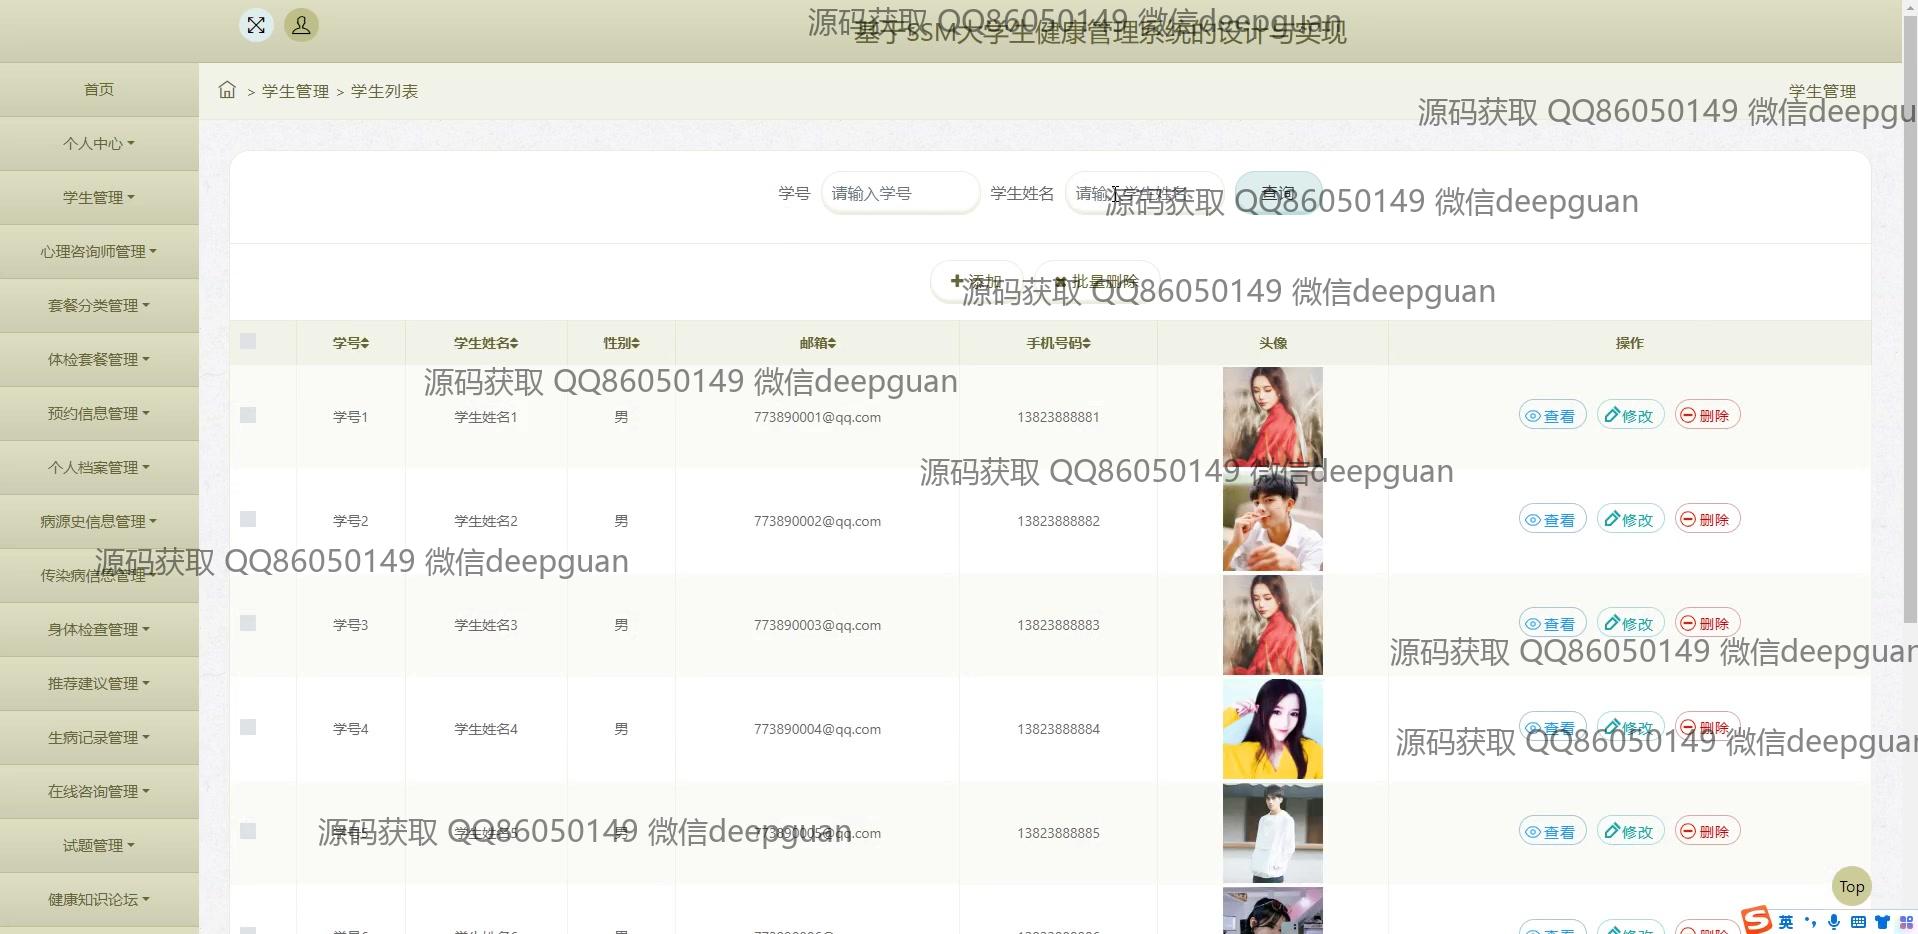 基于SSM大学生健康管理系统的设计与实现
源码获取 QQ86050149 微信deepguan
首页
个人中心
学生管理
心理咨询师管理
套餐分类管理
体检套餐管理
预约信息管理
个人档案管理
病源史信息管理
传染病信息管理
身体检查管理
推荐建议管理
生病记录管理
在线咨询管理
试题管理
健康知识论坛
> 学生管理 > 学生列表
学生管理
源码获取 QQ86050149 微信deepgu
学号 请输入学号 学生姓名 请输入学生姓名 查询
源码获取 QQ86050149 微信deepguan
添加 批量删除
源码获取 QQ86050149 微信deepguan
学号 学生姓名 性别 邮箱 手机号码 头像 操作
源码获取 QQ86050149 微信deepguan
学号1 学生姓名1 男 773890001@qq.com 13823888881 查看 修改 删除
源码获取 QQ86050149 微信deepguan
学号2 学生姓名2 男 773890002@qq.com 13823888882 查看 修改 删除
源码获取 QQ86050149 微信deepguan
学号3 学生姓名3 男 773890003@qq.com 13823888883 查看 修改 删除
源码获取 QQ86050149 微信deepguan
学号4 学生姓名4 男 773890004@qq.com 13823888884 查看 修改 删除
源码获取 QQ86050149 微信deepguan
学号5 学生姓名5 男 773890005@qq.com 13823888885 查看 修改 删除
源码获取 QQ86050149 微信deepguan
Top
英